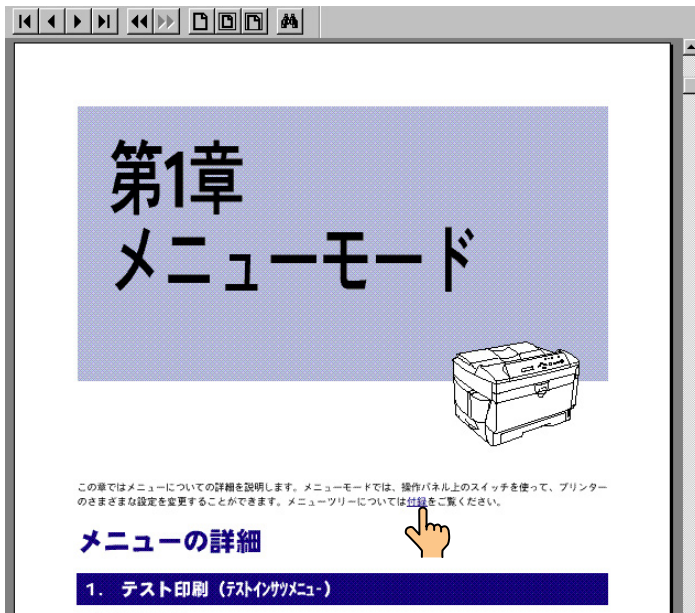 第1章
メニューモード
この章ではメニューについての詳細を説明します。メニューモードでは、操作パネル上のスイッチを使って、プリンター
のさまざまな設定を変更することができます。メニューツリーについては付録をご覧ください。
メニューの詳細
1. テスト印刷（ﾃｽﾄｲﾝｻﾂﾒﾆｭｰ）